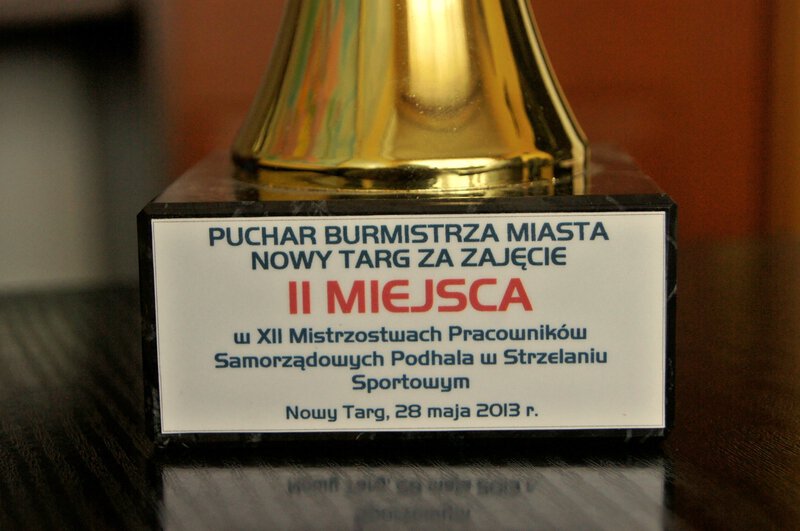 PUCHAR BURMISTRZA MIASTA
NOWY TARG ZA ZAJĘCIE
II MIEJSCA
w XII Mistrzostwach Pracowników
Samorządowych Podhala w Strzelaniu
Sportowym
Nowy Targ, 28 maja 2013 r.